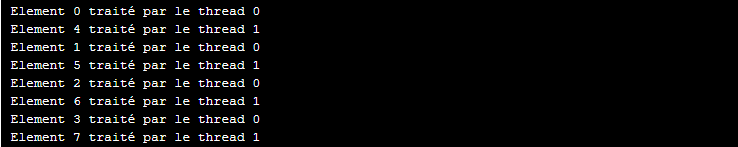 Element 0 traité par le thread 0
Element 4 traité par le thread 1
Element 1 traité par le thread 0
Element 5 traité par le thread 1
Element 2 traité par le thread 0
Element 6 traité par le thread 1
Element 3 traité par le thread 0
Element 7 traité par le thread 1